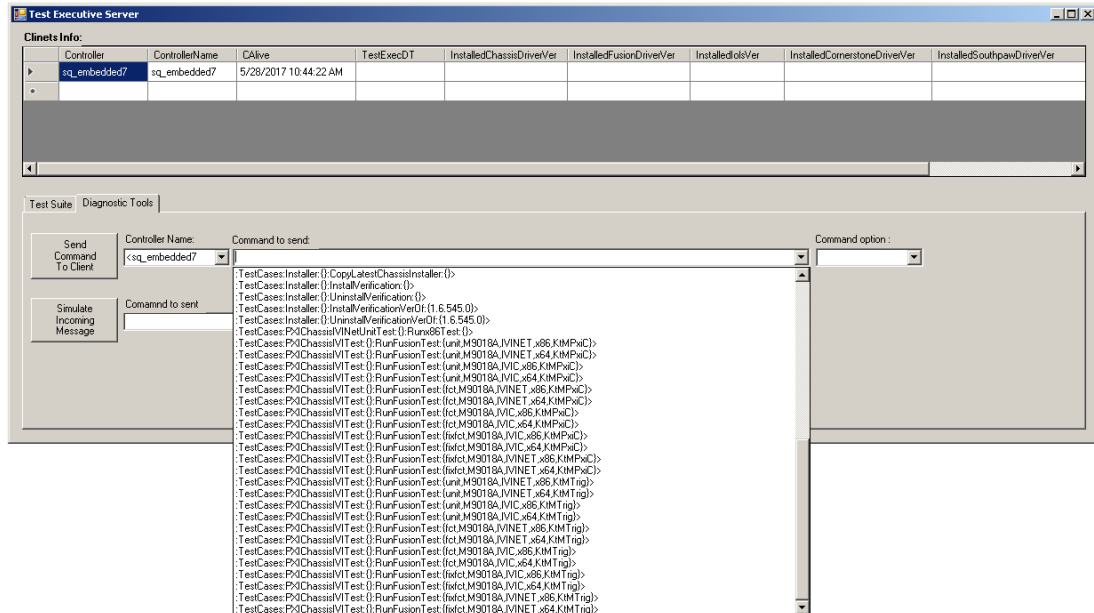 Test Executive Server
Clinets Info:
Controller ControllerName CAlive TestExecDT InstalledChassisDriverVer InstalledFusionDriverVer InstalledIolsVer InstalledCornerstoneDriverVer InstalledSouthpawDriverVer
sq_embedded7 sq_embedded7 5/28/2017 10:44:22 AM
Test Suite Diagnostic Tools
Send Command To Client
Controller Name:
<sq_embedded7
Command to send:
Command option :
Simulate Incoming Message
Comamnd to sent
:TestCases:Installer:{}:CopyLatestChassisInstaller:{}>
:TestCases:Installer:{}:InstallVerification:{}>
:TestCases:Installer:{}:UninstallVerification:{}>
:TestCases:Installer:{}:InstallVerificationVerOf:{1.6.545.0}>
:TestCases:Installer:{}:UninstallVerificationVerOf:{1.6.545.0}>
:TestCases:PXIChassisIVINetUnitTest:{}:Runx86Test:{}>
:TestCases:PXIChassisIVITest:{}:RunFusionTest:{unit,M9018A,IVINET,x86,KtMPxiC}>
:TestCases:PXIChassisIVITest:{}:RunFusionTest:{unit,M9018A,IVINET,x64,KtMPxiC}>
:TestCases:PXIChassisIVITest:{}:RunFusionTest:{unit,M9018A,IVIC,x86,KtMPxiC}>
:TestCases:PXIChassisIVITest:{}:RunFusionTest:{unit,M9018A,IVIC,x64,KtMPxiC}>
:TestCases:PXIChassisIVITest:{}:RunFusionTest:{fct,M9018A,IVINET,x86,KtMPxiC}>
:TestCases:PXIChassisIVITest:{}:RunFusionTest:{fct,M9018A,IVINET,x64,KtMPxiC}>
:TestCases:PXIChassisIVITest:{}:RunFusionTest:{fct,M9018A,IVIC,x86,KtMPxiC}>
:TestCases:PXIChassisIVITest:{}:RunFusionTest:{fct,M9018A,IVIC,x64,KtMPxiC}>
:TestCases:PXIChassisIVITest:{}:RunFusionTest:{fixfct,M9018A,IVIC,x86,KtMPxiC}>
:TestCases:PXIChassisIVITest:{}:RunFusionTest:{fixfct,M9018A,IVIC,x64,KtMPxiC}>
:TestCases:PXIChassisIVITest:{}:RunFusionTest:{fixfct,M9018A,IVINET,x86,KtMPxiC}>
:TestCases:PXIChassisIVITest:{}:RunFusionTest:{fixfct,M9018A,IVINET,x64,KtMPxiC}>
:TestCases:PXIChassisIVITest:{}:RunFusionTest:{unit,M9018A,IVINET,x86,KtMTrig}>
:TestCases:PXIChassisIVITest:{}:RunFusionTest:{unit,M9018A,IVINET,x64,KtMTrig}>
:TestCases:PXIChassisIVITest:{}:RunFusionTest:{unit,M9018A,IVIC,x86,KtMTrig}>
:TestCases:PXIChassisIVITest:{}:RunFusionTest:{unit,M9018A,IVIC,x64,KtMTrig}>
:TestCases:PXIChassisIVITest:{}:RunFusionTest:{fct,M9018A,IVINET,x86,KtMTrig}>
:TestCases:PXIChassisIVITest:{}:RunFusionTest:{fct,M9018A,IVINET,x64,KtMTrig}>
:TestCases:PXIChassisIVITest:{}:RunFusionTest:{fct,M9018A,IVIC,x86,KtMTrig}>
:TestCases:PXIChassisIVITest:{}:RunFusionTest:{fct,M9018A,IVIC,x64,KtMTrig}>
:TestCases:PXIChassisIVITest:{}:RunFusionTest:{fixfct,M9018A,IVIC,x86,KtMTrig}>
:TestCases:PXIChassisIVITest:{}:RunFusionTest:{fixfct,M9018A,IVIC,x64,KtMTrig}>
:TestCases:PXIChassisIVITest:{}:RunFusionTest:{fixfct,M9018A,IVINET,x86,KtMTrig}>
:TestCases:PXIChassisIVITest:{}:RunFusionTest:{fixfct,M9018A,IVINET,x64,KtMTrig}>